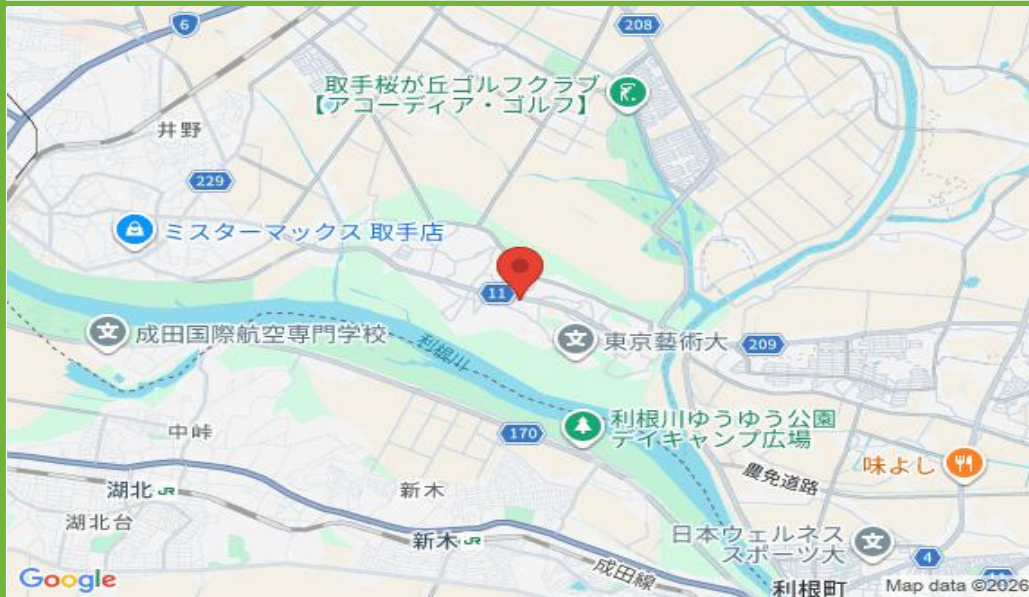 6
208
取手桜が丘ゴルフクラブ
【アコーディア・ゴルフ】
井野
229
ミスターマックス 取手店
11
成田国際航空専門学校
利根川
東京藝術大
209
利根川ゆうゆう公園
デイキャンプ広場
170
中峠
味よし
農免道路
湖北 JR
新木
湖北台
日本ウェルネス
スポーツ大
新木 JR
成田線
4
利根町
Google
Map data ©2026